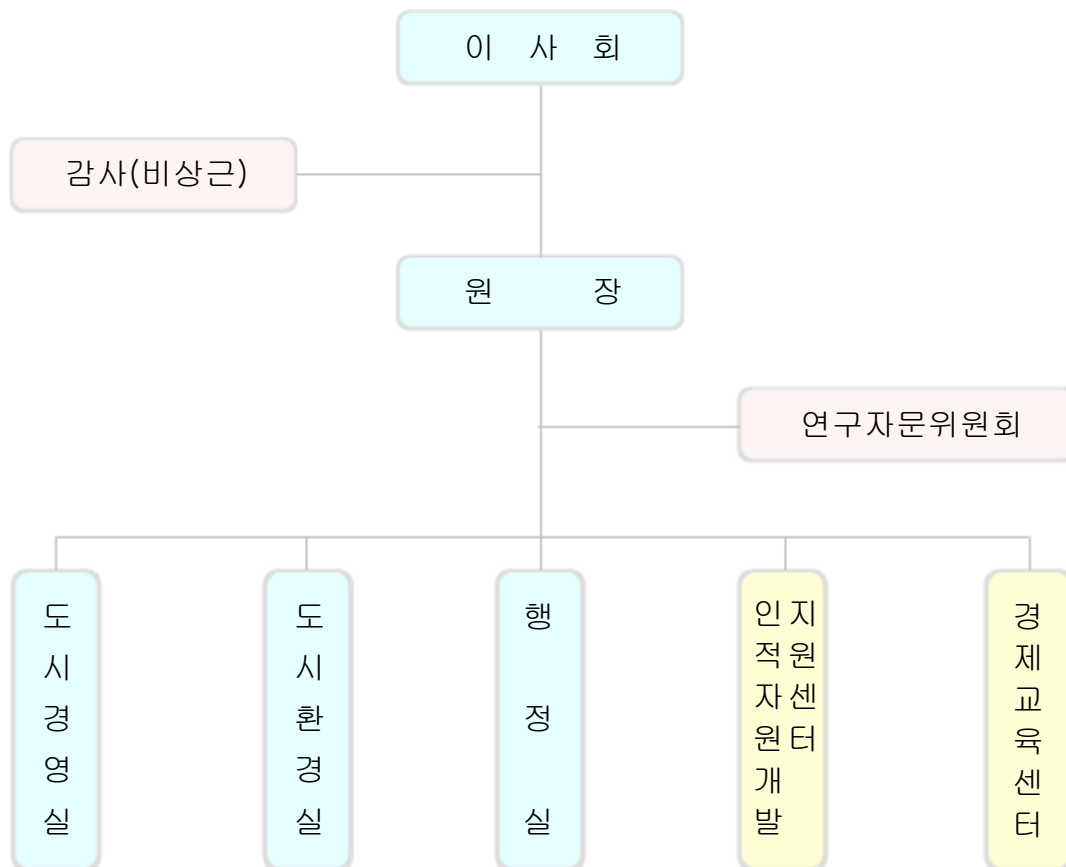 이 사 회
감사(비상근)
원 장
연구자문위원회
도시경영실
도시환경실
행정실
인적자원개발
지원센터
경제교육센터